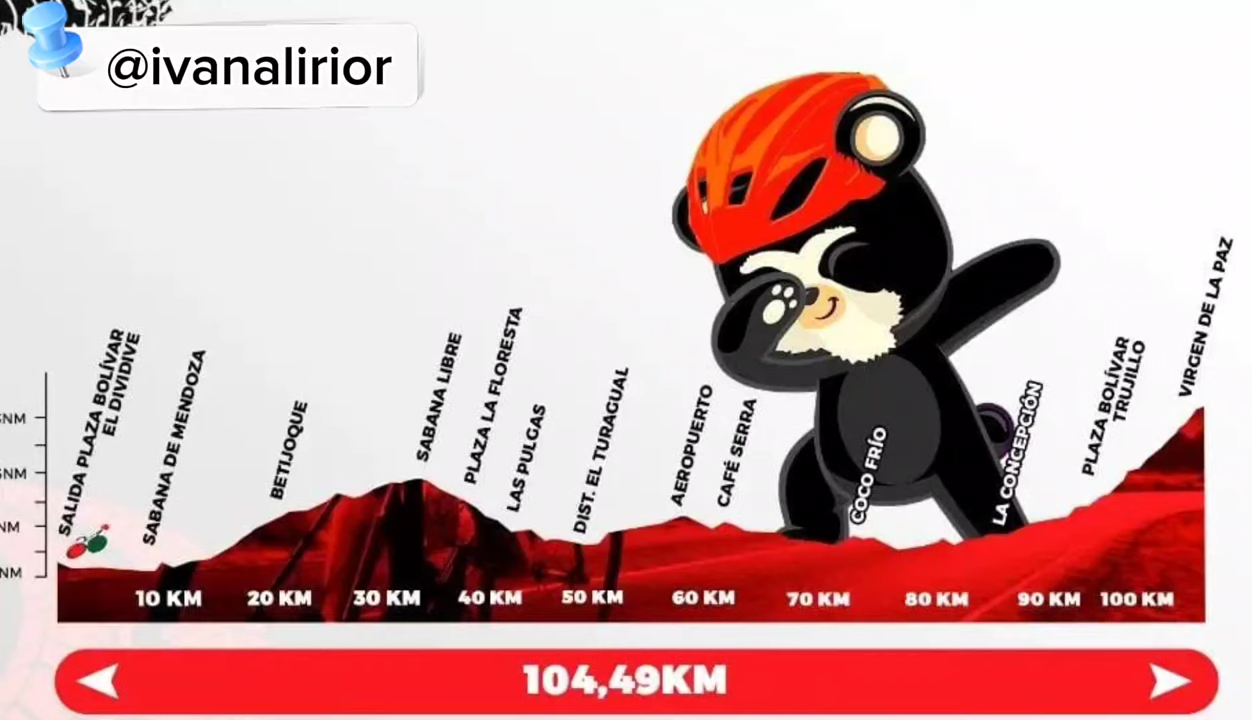 @ivanalirior
SALIDA PLAZA BOLÍVAR
EL DIVIDIVE
SABANA DE MENDOZA
BETIJOQUE
SABANA LIBRE
PLAZA LA FLORESTA
LAS PULGAS
DIST. EL TURAGUAL
AEROPUERTO
CAFÉ SERRA
COCO FRÍO
LA CONCEPCIÓN
PLAZA BOLÍVAR
TRUJILLO
VIRGEN DE LA PAZ
10 KM 20 KM 30 KM 40 KM 50 KM 60 KM 70 KM 80 KM 90 KM 100 KM
104,49KM